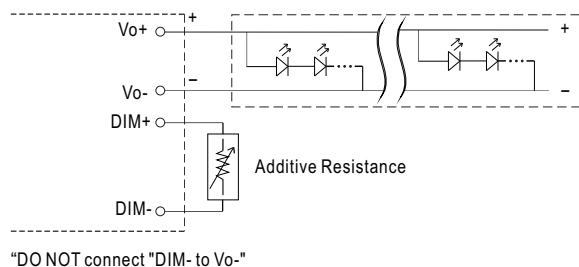 Vo+
+
+
Vo-
−
−
DIM+
Additive Resistance
DIM-
“DO NOT connect "DIM- to Vo-"